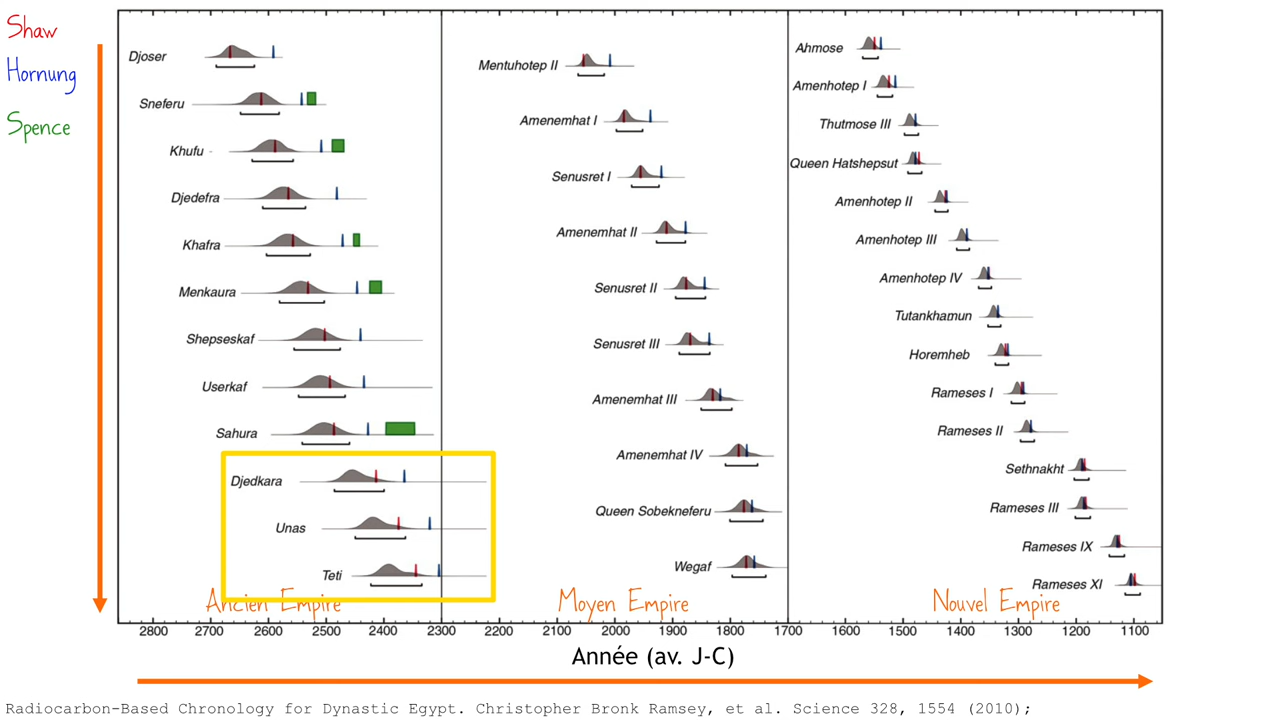 Shaw
Hornung
Spence
Djoser
Sneferu
Khufu
Djedefra
Khafra
Menkaura
Shepseskaf
Userkaf
Sahura
Djedkara
Unas
Teti
Ancien Empire
Mentuhotep II
Amenemhat I
Senusret I
Amenemhat II
Senusret II
Senusret III
Amenemhat III
Amenemhat IV
Queen Sobekneferu
Wegaf
Moyen Empire
Ahmose
Amenhotep I
Thutmose III
Queen Hatshepsut
Amenhotep II
Amenhotep III
Amenhotep IV
Tutankhamun
Horemheb
Rameses I
Rameses II
Sethnakht
Rameses III
Rameses IX
Rameses XI
Nouvel Empire
2800 2700 2600 2500 2400 2300 2200 2100 2000 1900 1800 1700 1600 1500 1400 1300 1200 1100
Année (av. J-C)
Radiocarbon-Based Chronology for Dynastic Egypt. Christopher Bronk Ramsey, et al. Science 328, 1554 (2010);